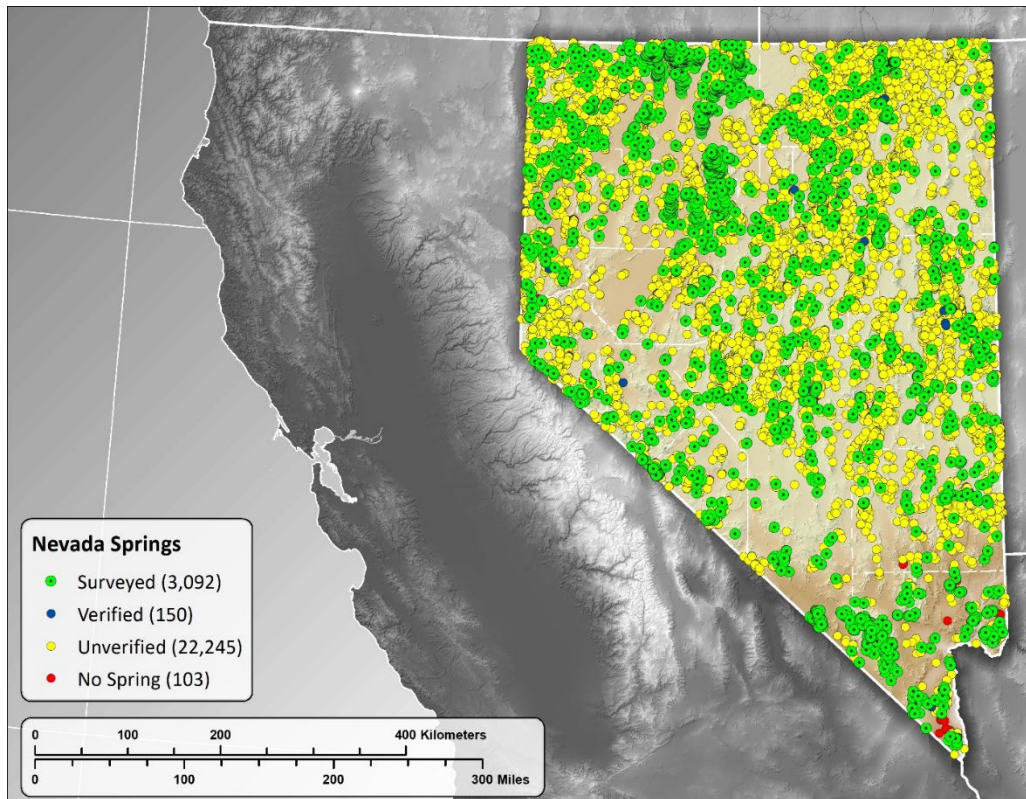 Nevada Springs
Surveyed (3,092)
Verified (150)
Unverified (22,245)
No Spring (103)
0 100 200 400 Kilometers
0 100 200 300 Miles